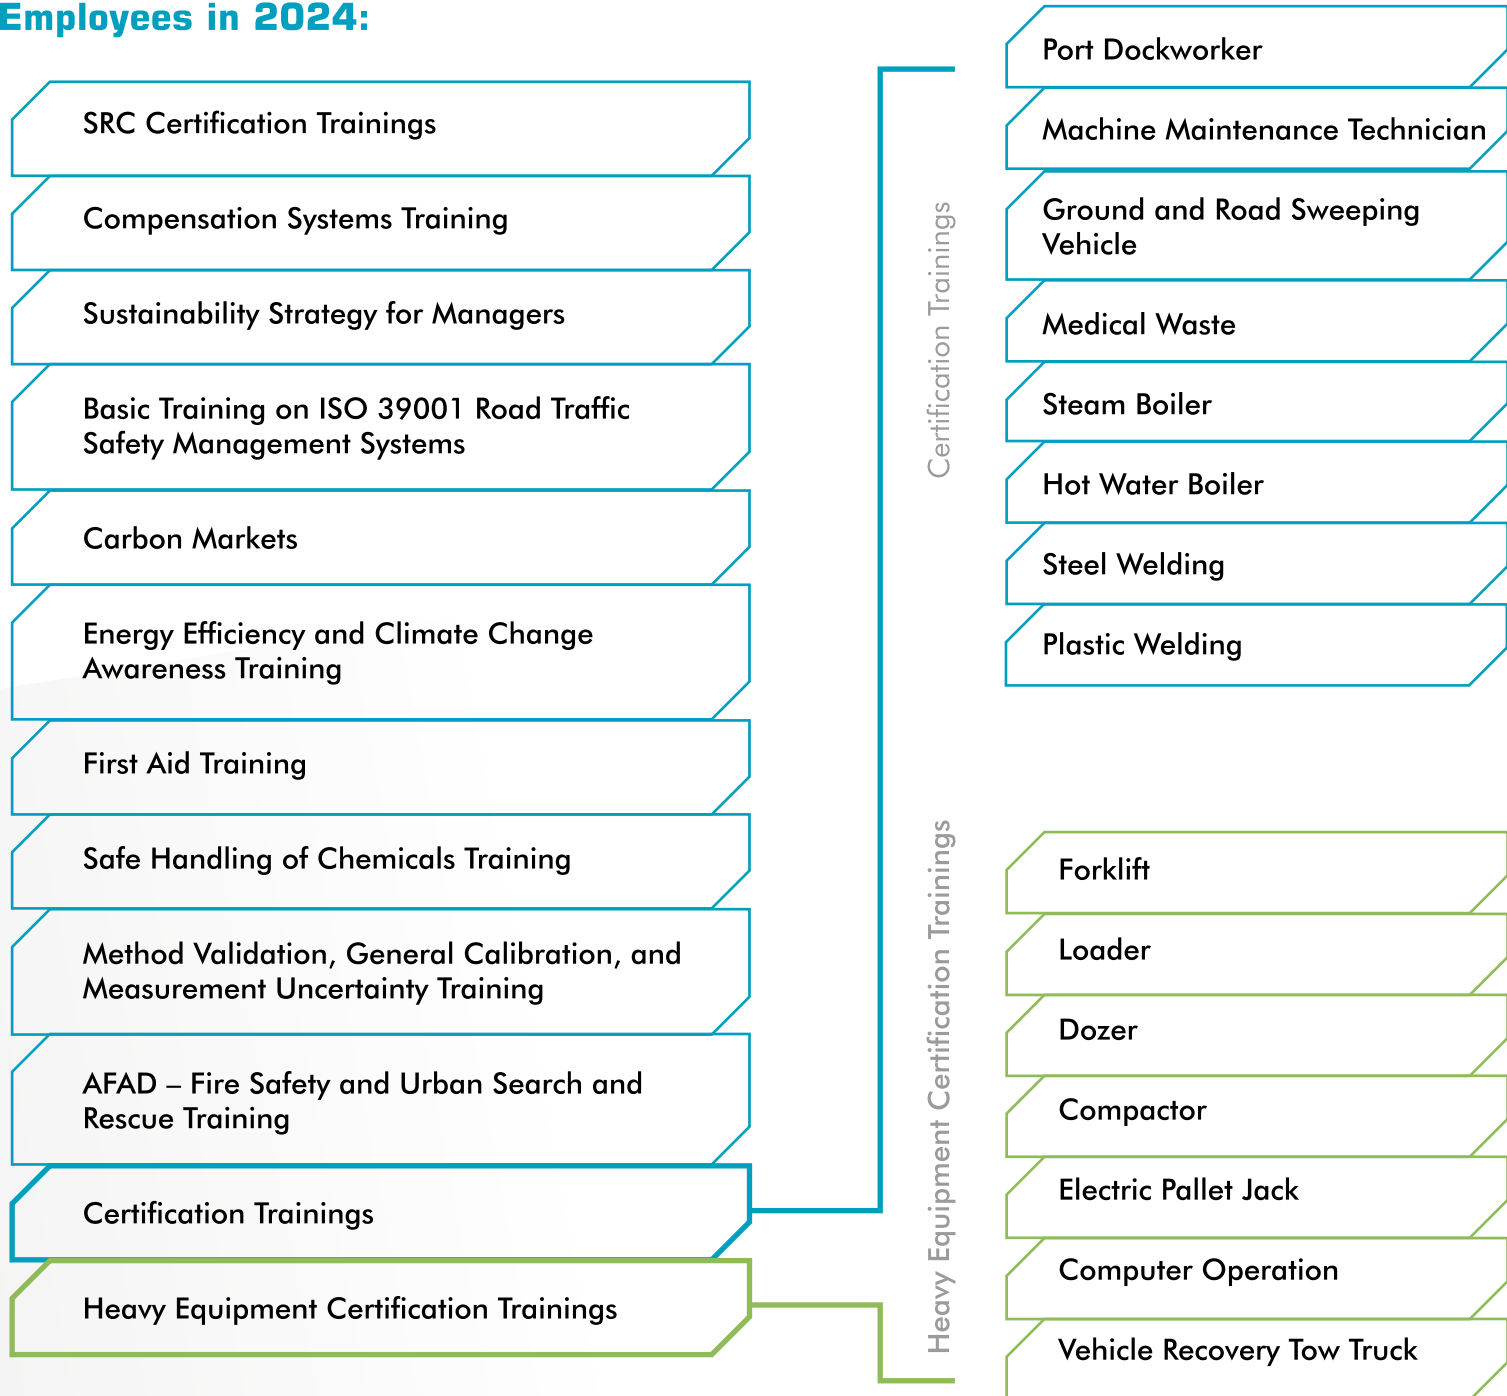 Employees in 2024:
SRC Certification Trainings
Compensation Systems Training
Sustainability Strategy for Managers
Basic Training on ISO 39001 Road Traffic
Safety Management Systems
Carbon Markets
Energy Efficiency and Climate Change
Awareness Training
First Aid Training
Safe Handling of Chemicals Training
Method Validation, General Calibration, and
Measurement Uncertainty Training
AFAD – Fire Safety and Urban Search and
Rescue Training
Certification Trainings
Heavy Equipment Certification Trainings
Certification Trainings
Port Dockworker
Machine Maintenance Technician
Ground and Road Sweeping
Vehicle
Medical Waste
Steam Boiler
Hot Water Boiler
Steel Welding
Plastic Welding
Heavy Equipment Certification Trainings
Forklift
Loader
Dozer
Compactor
Electric Pallet Jack
Computer Operation
Vehicle Recovery Tow Truck